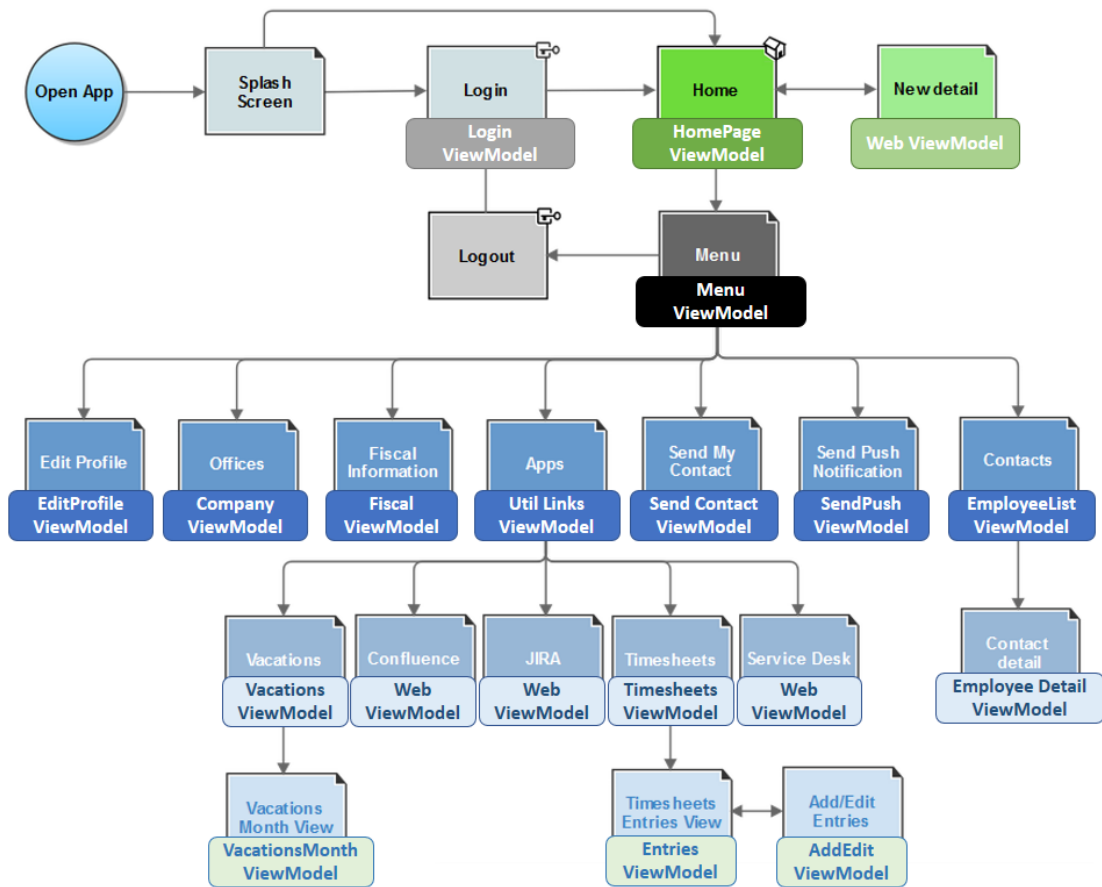 Open App
Splash
Screen
Login
Login
ViewModel
Home
HomePage
ViewModel
New detail
Web ViewModel
Logout
Menu
Menu
ViewModel
Edit Profile
EditProfile
ViewModel
Offices
Company
ViewModel
Fiscal
Information
Fiscal
ViewModel
Apps
Util Links
ViewModel
Send My
Contact
Send Contact
ViewModel
Send Push
Notification
SendPush
ViewModel
Contacts
EmployeeList
ViewModel
Vacations
Vacations
ViewModel
Confluence
Web
ViewModel
JIRA
Web
ViewModel
Timesheets
Timesheets
ViewModel
Service Desk
Web
ViewModel
Contact
detail
Employee Detail
ViewModel
Vacations
Month View
VacationsMonth
ViewModel
Timesheets
Entries View
Entries
ViewModel
Add/Edit
Entries
AddEdit
ViewModel